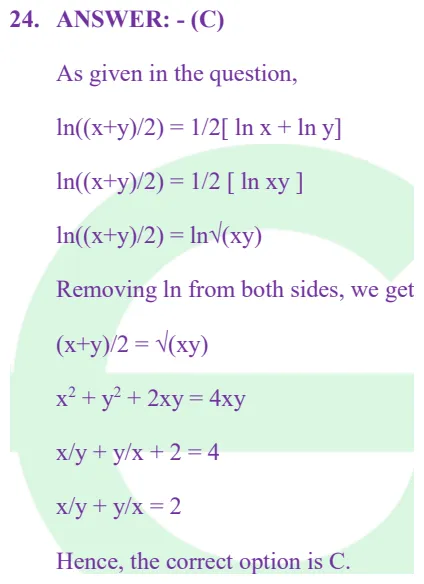 24. ANSWER: - (C)
As given in the question,
ln((x+y)/2) = 1/2[ ln x + ln y]
ln((x+y)/2) = 1/2 [ ln xy ]
ln((x+y)/2) = ln√(xy)
Removing ln from both sides, we get
(x+y)/2 = √(xy)
x² + y² + 2xy = 4xy
x/y + y/x + 2 = 4
x/y + y/x = 2
Hence, the correct option is C.